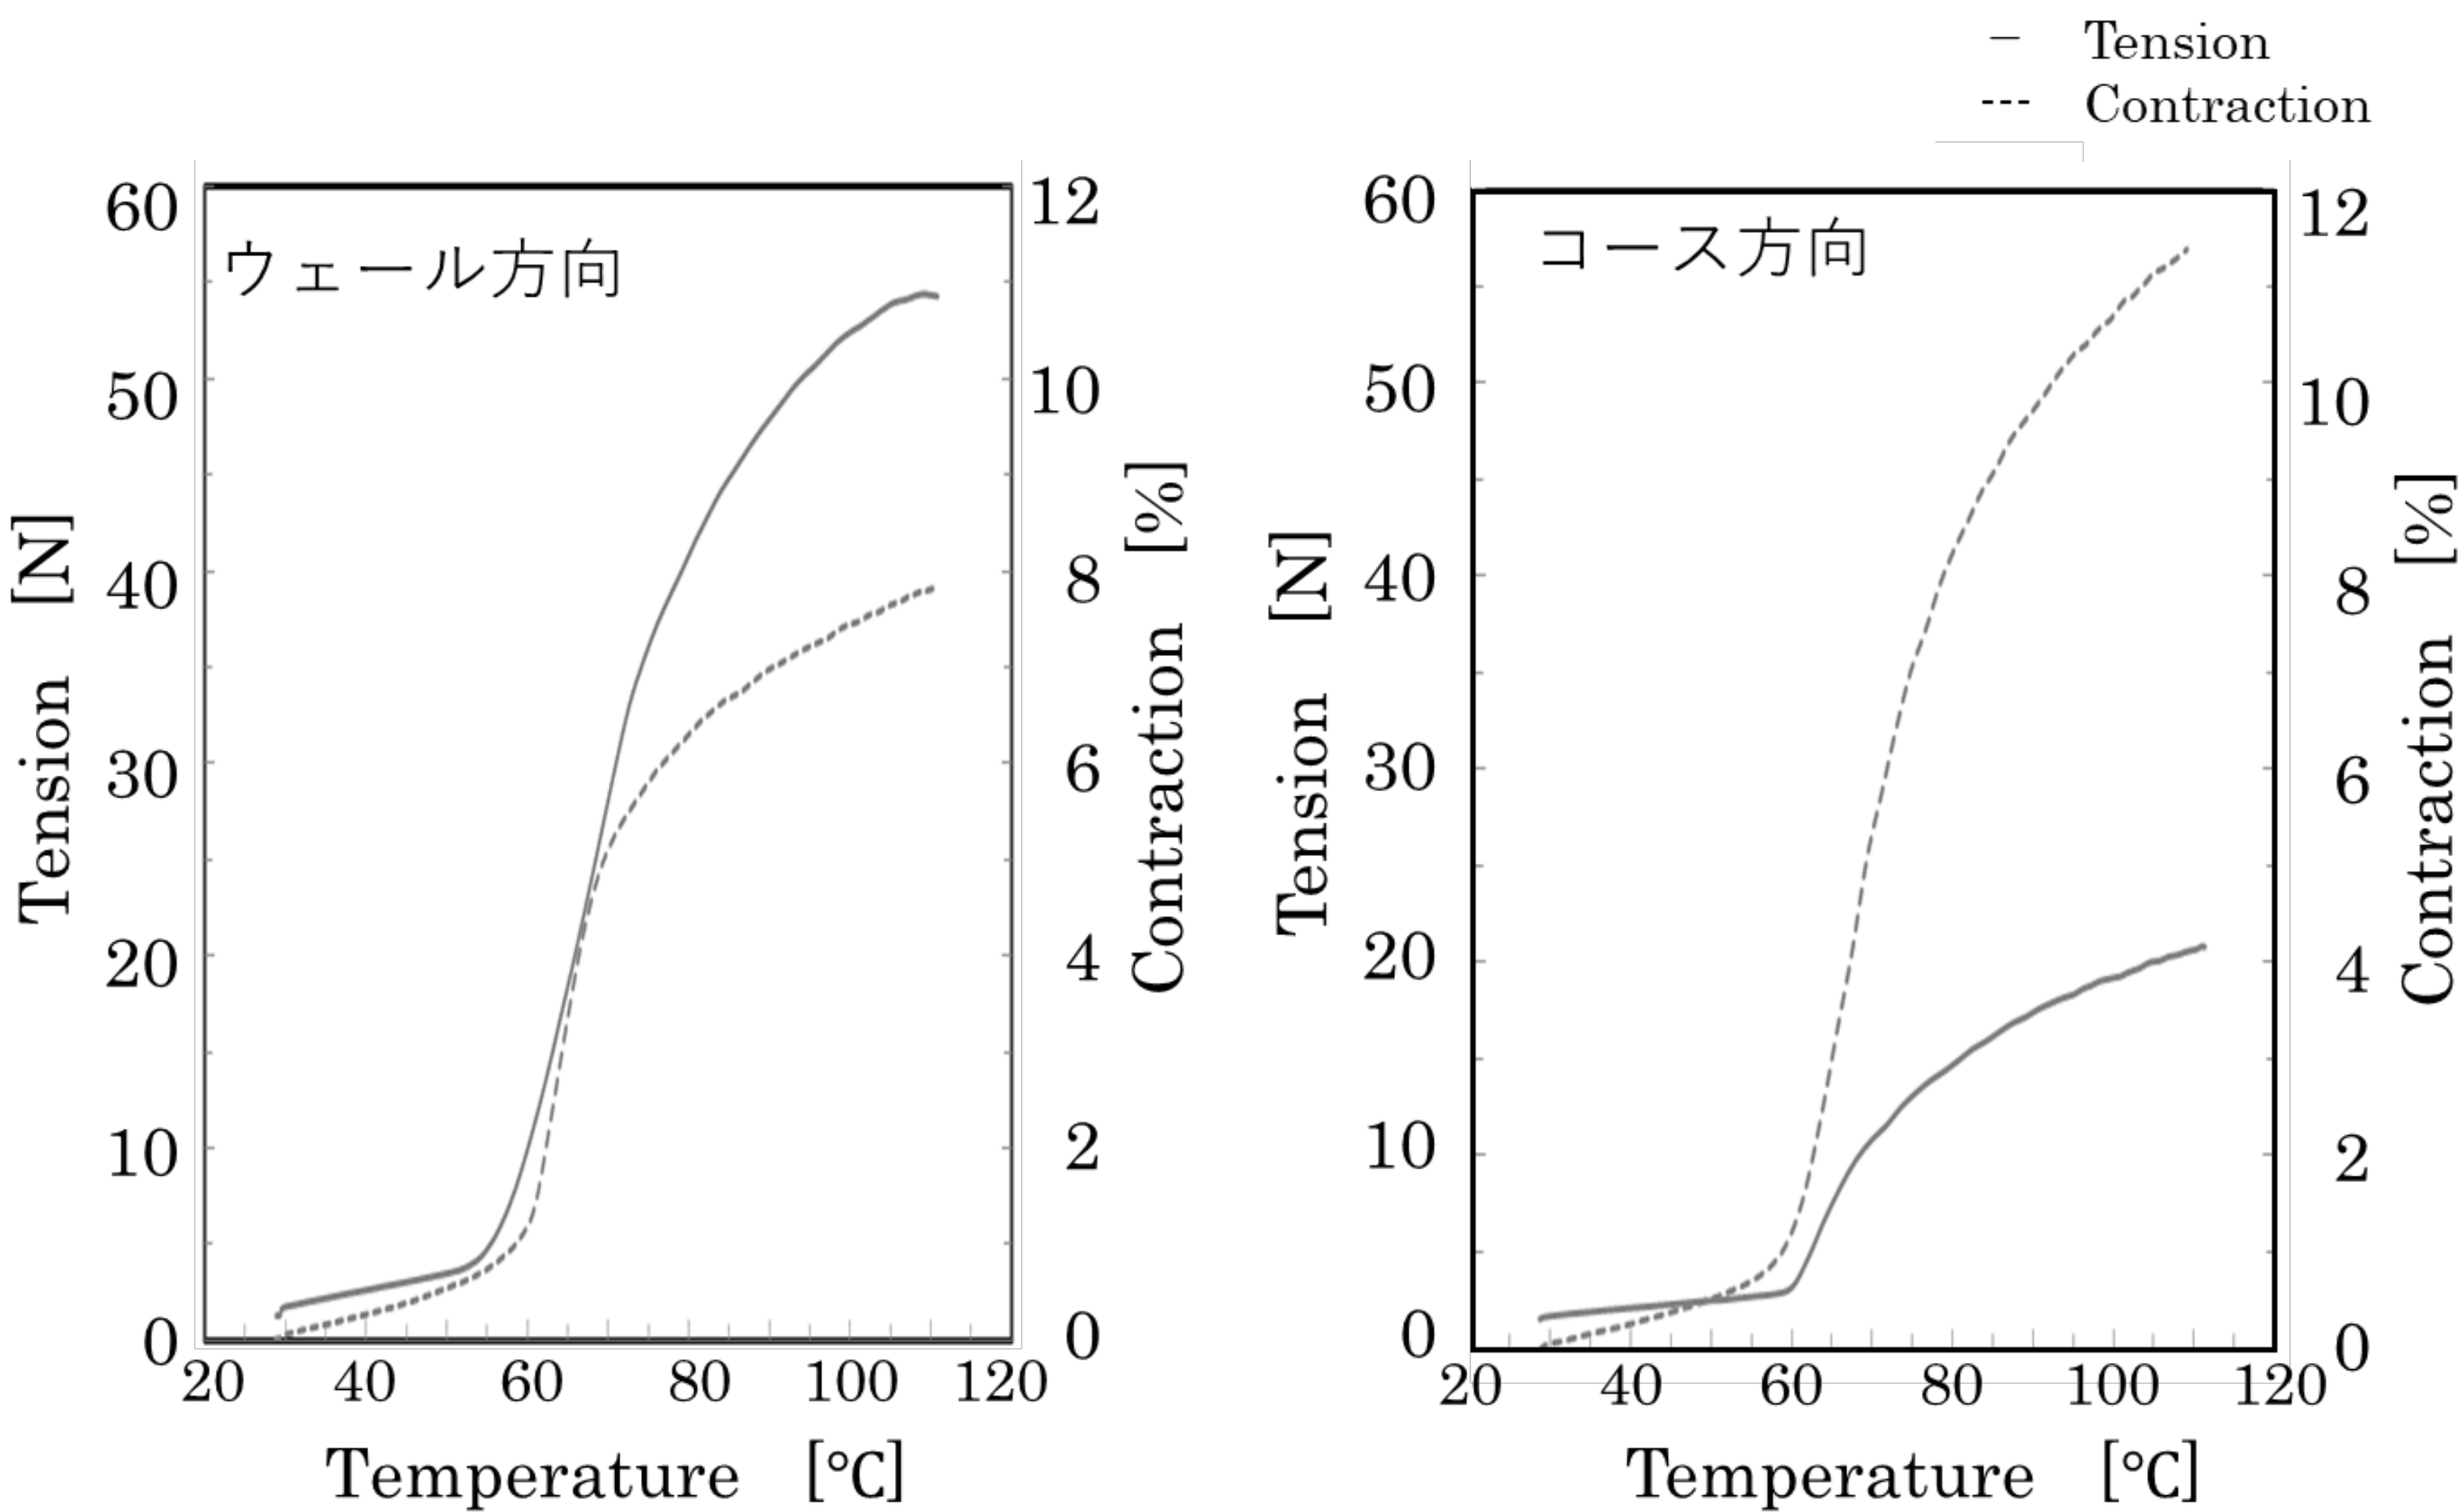 Tension
Contraction
ウェール方向
60
50
40
30
20
10
0
Tension [N]
12
10
8
6
4
2
0
Contraction [%]
20 40 60 80 100 120
Temperature [℃]
コース方向
60
50
40
30
20
10
0
Tension [N]
12
10
8
6
4
2
0
Contraction [%]
20 40 60 80 100 120
Temperature [℃]